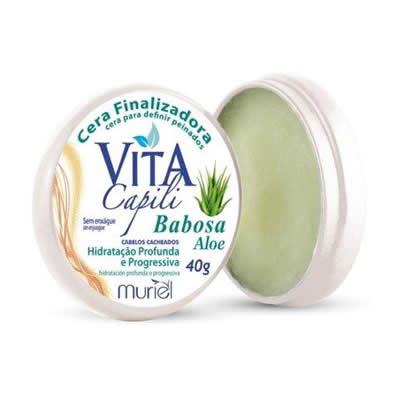 Cera Finalizadora
cera para definir peinados
VITA
Capili
Babosa
Aloe
Sem enxágue
sin enjuague
CABELOS CACHEADOS
Hidratação Profunda
e Progressiva
hidratación profunda e progressiva
40g
muriel